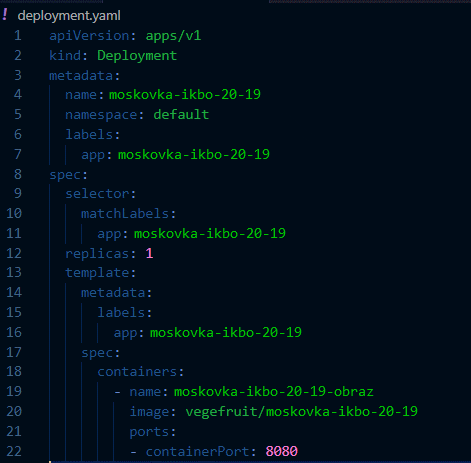 ! deployment.yaml
1 apiVersion: apps/v1
2 kind: Deployment
3 metadata:
4   name: moskovka-ikbo-20-19
5   namespace: default
6   labels:
7     app: moskovka-ikbo-20-19
8 spec:
9   selector:
10     matchLabels:
11       app: moskovka-ikbo-20-19
12   replicas: 1
13   template:
14     metadata:
15       labels:
16         app: moskovka-ikbo-20-19
17     spec:
18       containers:
19         - name: moskovka-ikbo-20-19-obraz
20           image: vegefruit/moskovka-ikbo-20-19
21           ports:
22           - containerPort: 8080